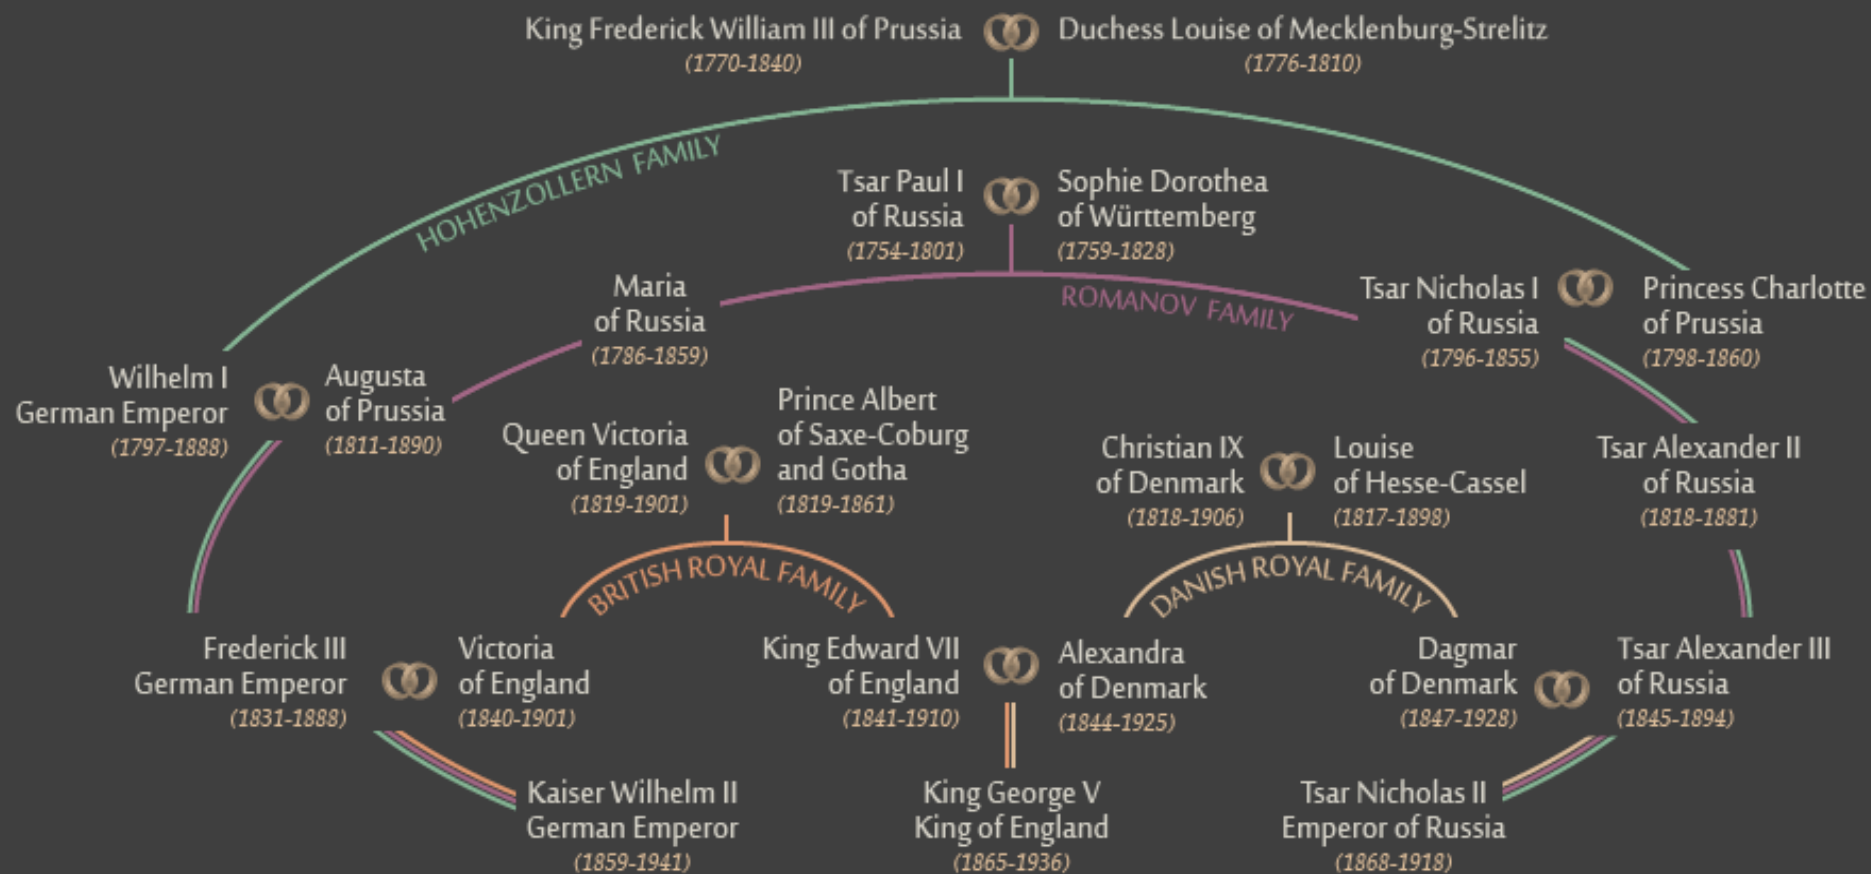 King Frederick William III of Prussia
(1770-1840)
Duchess Louise of Mecklenburg-Strelitz
(1776-1810)
HOHENZOLLERN FAMILY
Tsar Paul I
of Russia
(1754-1801)
Sophie Dorothea
of Württemberg
(1759-1828)
ROMANOV FAMILY
Maria
of Russia
(1786-1859)
Tsar Nicholas I
of Russia
(1796-1855)
Princess Charlotte
of Prussia
(1798-1860)
Wilhelm I
German Emperor
(1797-1888)
Augusta
of Prussia
(1811-1890)
Queen Victoria
of England
(1819-1901)
Prince Albert
of Saxe-Coburg
and Gotha
(1819-1861)
Christian IX
of Denmark
(1818-1906)
Louise
of Hesse-Cassel
(1817-1898)
Tsar Alexander II
of Russia
(1818-1881)
BRITISH ROYAL FAMILY
DANISH ROYAL FAMILY
Frederick III
German Emperor
(1831-1888)
Victoria
of England
(1840-1901)
King Edward VII
of England
(1841-1910)
Alexandra
of Denmark
(1844-1925)
Dagmar
of Denmark
(1847-1928)
Tsar Alexander III
of Russia
(1845-1894)
Kaiser Wilhelm II
German Emperor
(1859-1941)
King George V
King of England
(1865-1936)
Tsar Nicholas II
Emperor of Russia
(1868-1918)